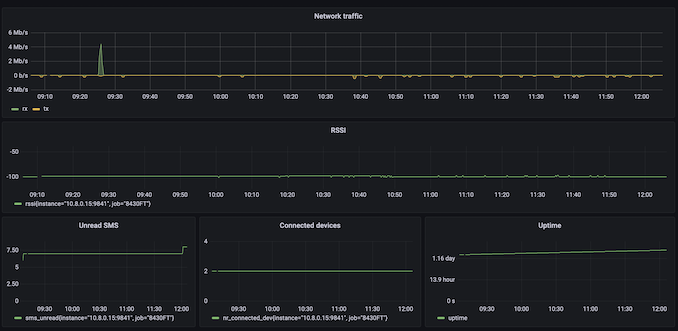 Network traffic
6 Mb/s
4 Mb/s
2 Mb/s
0 b/s
-2 Mb/s
09:10 09:20 09:30 09:40 09:50 10:00 10:10 10:20 10:30 10:40 10:50 11:00 11:10 11:20 11:30 11:40 11:50 12:00
rx tx
RSSI
-50
-100
09:10 09:20 09:30 09:40 09:50 10:00 10:10 10:20 10:30 10:40 10:50 11:00 11:10 11:20 11:30 11:40 11:50 12:00
rssi{instance="10.8.0.15:9841", job="8430FT"}
Unread SMS
7.50
5
2.50
0
09:30 10:00 10:30 11:00 11:30 12:00
sms_unread{instance="10.8.0.15:9841", job="8430FT"}
Connected devices
4
2
0
09:30 10:00 10:30 11:00 11:30 12:00
nr_connected_dev{instance="10.8.0.15:9841", job="8430FT"}
Uptime
1.16 day
13.9 hour
0 s
09:30 10:00 10:30 11:00 11:30 12:00
uptime